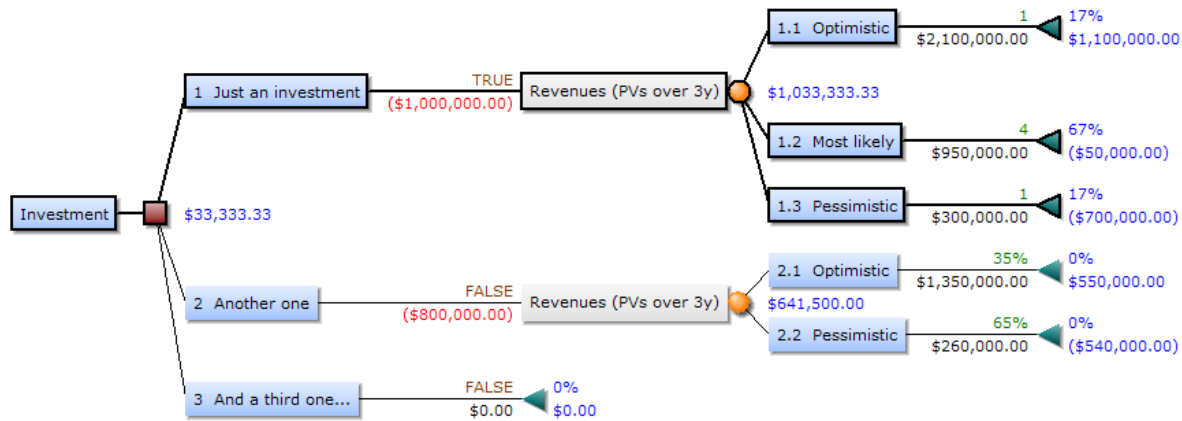 1.1 Optimistic
1
$2,100,000.00
17%
$1,100,000.00
1 Just an investment
TRUE
($1,000,000.00)
Revenues (PVs over 3y)
$1,033,333.33
1.2 Most likely
4
$950,000.00
67%
($50,000.00)
Investment
$33,333.33
1.3 Pessimistic
1
$300,000.00
17%
($700,000.00)
2.1 Optimistic
35%
$1,350,000.00
0%
$550,000.00
2 Another one
FALSE
($800,000.00)
Revenues (PVs over 3y)
$641,500.00
2.2 Pessimistic
65%
$260,000.00
0%
($540,000.00)
3 And a third one...
FALSE
$0.00
0%
$0.00